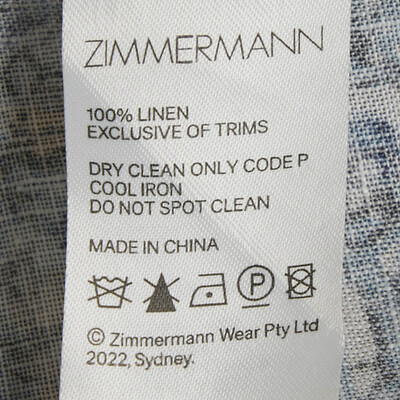 ZIMMERMANN
100% LINEN
EXCLUSIVE OF TRIMS
DRY CLEAN ONLY CODE P
COOL IRON
DO NOT SPOT CLEAN
MADE IN CHINA
P
© Zimmermann Wear Pty Ltd
2022, Sydney.